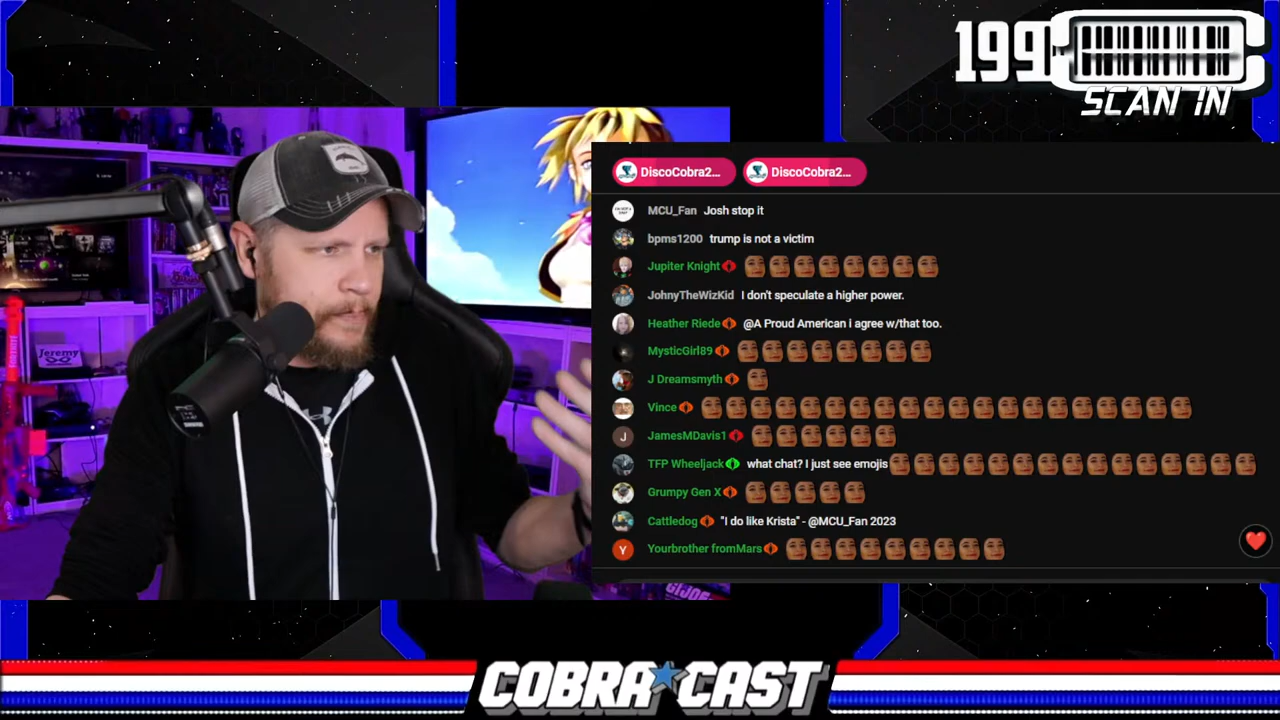 199
SCAN IN
DiscoCobra2... DiscoCobra2...
MCU_Fan Josh stop it
bpms1200 trump is not a victim
Jupiter Knight
JohnyTheWizKid I don't speculate a higher power.
Heather Riede @A Proud American i agree w/that too.
MysticGirl89
J Dreamsmyth
Vince
J JamesMDavis1
TFP Wheeljack what chat? I just see emojis
Grumpy Gen X
Cattledog "I do like Krista" - @MCU_Fan 2023
Y Yourbrother fromMars
Jeremy
GIJOE
COBRA CAST